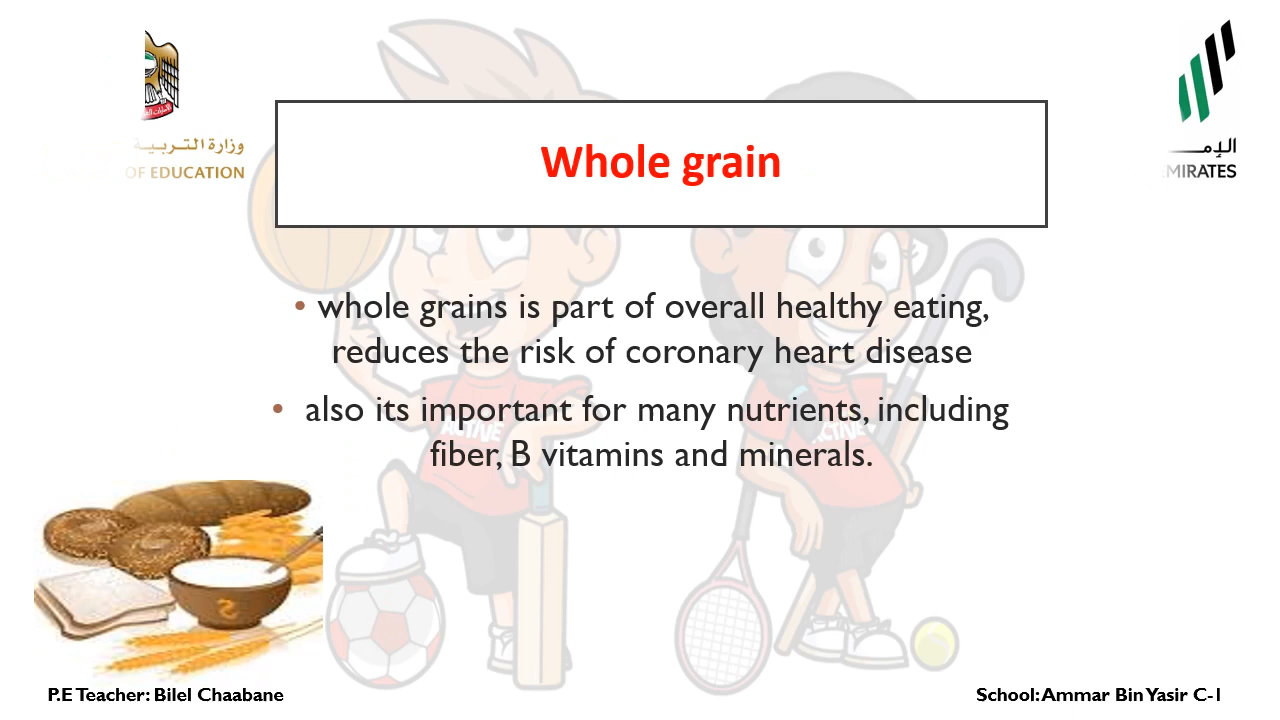 وزارة التربية
OF EDUCATION
MIRATES
Whole grain
• whole grains is part of overall healthy eating,
reduces the risk of coronary heart disease
• also its important for many nutrients, including
fiber, B vitamins and minerals.
ACTIVE
ACTIVE
P.E Teacher: Bilel Chaabane
School: Ammar Bin Yasir C-1